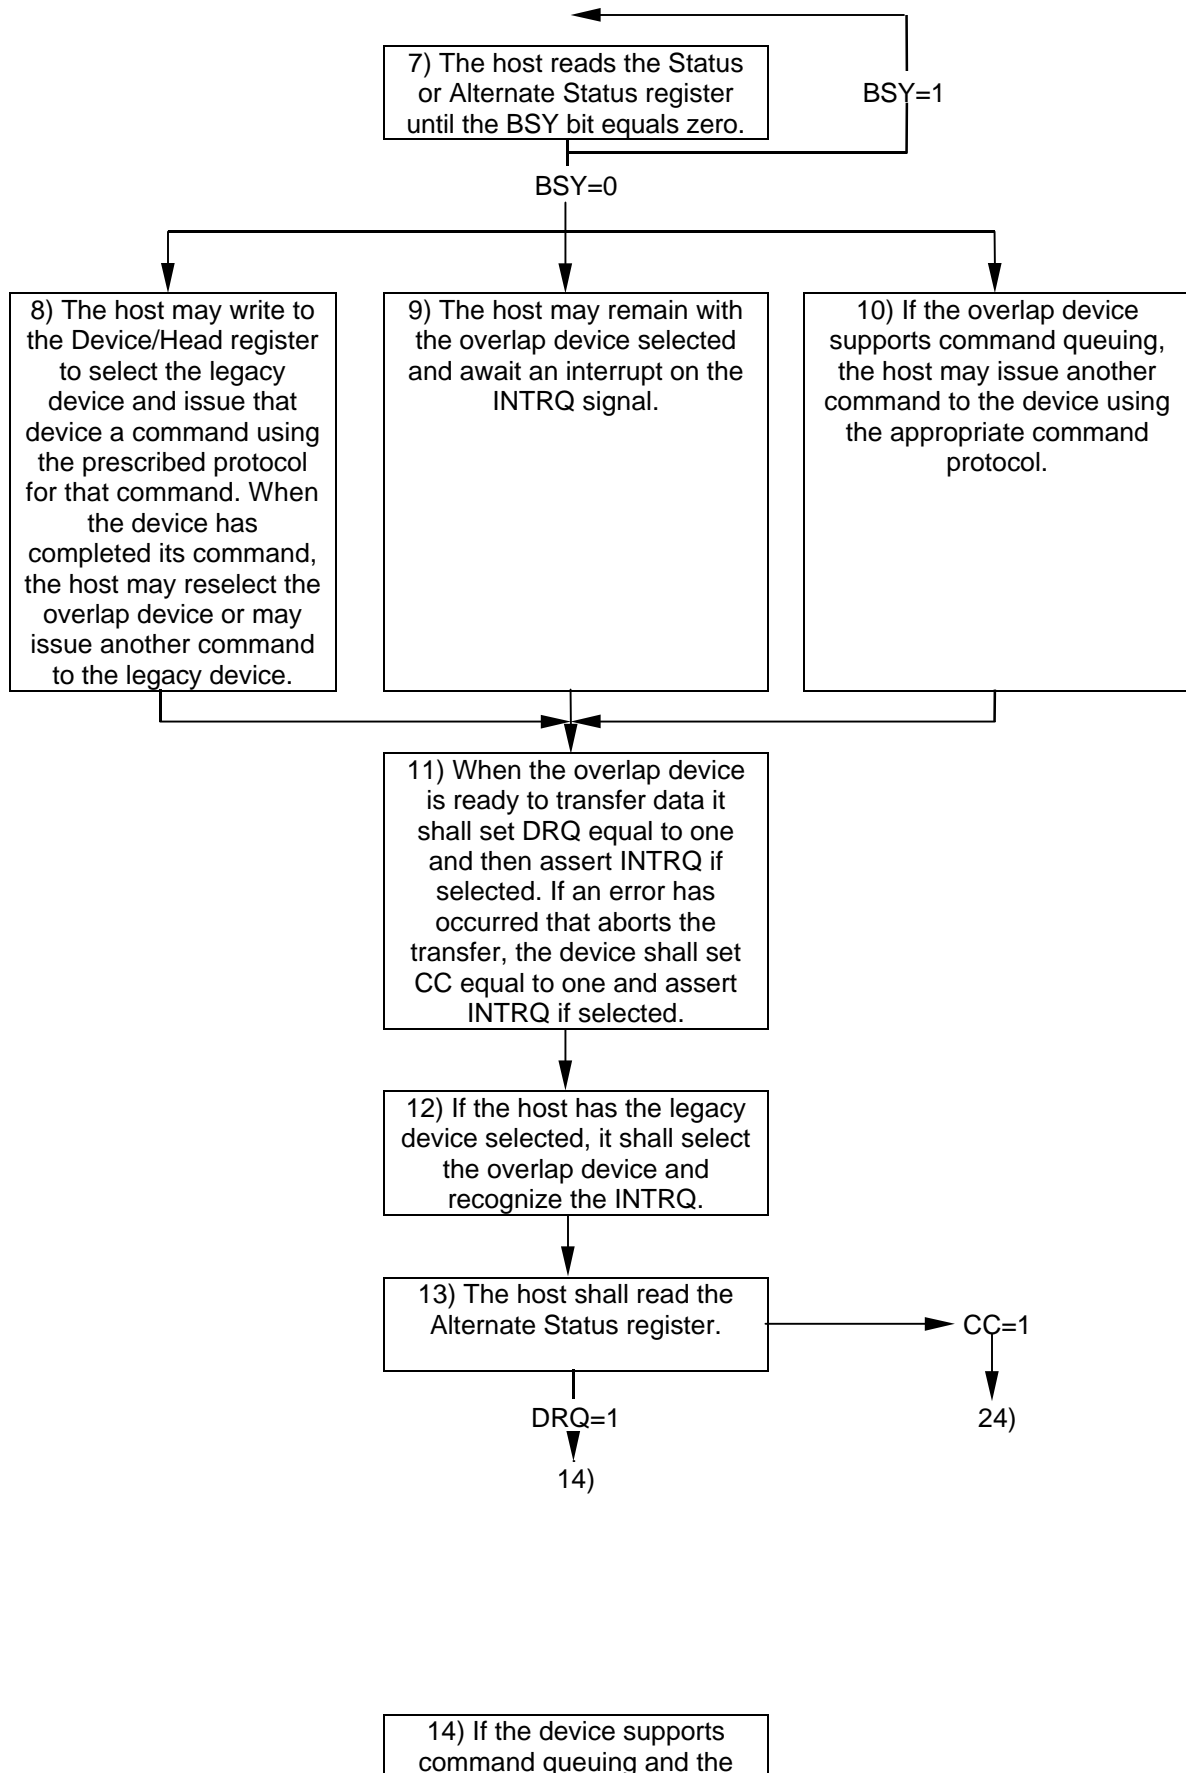 7) The host reads the Status
or Alternate Status register
until the BSY bit equals zero.
BSY=1
BSY=0
8) The host may write to
the Device/Head register
to select the legacy
device and issue that
device a command using
the prescribed protocol
for that command. When
the device has
completed its command,
the host may reselect the
overlap device or may
issue another command
to the legacy device.
9) The host may remain with
the overlap device selected
and await an interrupt on the
INTRQ signal.
10) If the overlap device
supports command queuing,
the host may issue another
command to the device using
the appropriate command
protocol.
11) When the overlap device
is ready to transfer data it
shall set DRQ equal to one
and then assert INTRQ if
selected. If an error has
occurred that aborts the
transfer, the device shall set
CC equal to one and assert
INTRQ if selected.
12) If the host has the legacy
device selected, it shall select
the overlap device and
recognize the INTRQ.
13) The host shall read the
Alternate Status register.
CC=1
24)
DRQ=1
14)
14) If the device supports
command queuing and the